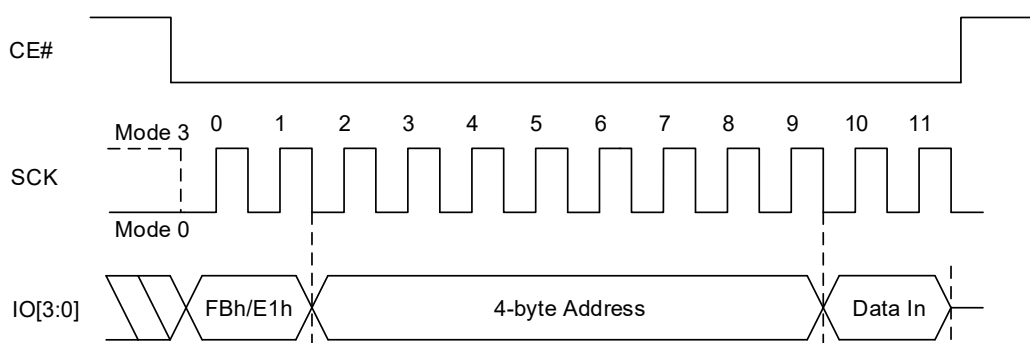 CE#
Mode 3 0 1 2 3 4 5 6 7 8 9 10 11
SCK
Mode 0
IO[3:0] FBh/E1h 4-byte Address Data In